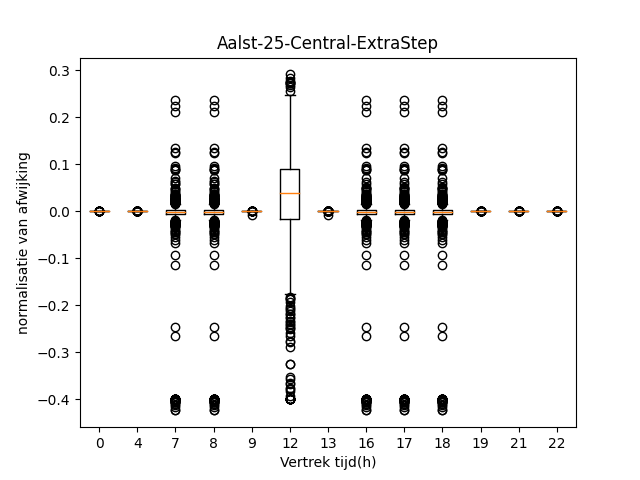 Aalst-25-Central-ExtraStep
normalisatie van afwijking
0.3
0.2
0.1
0.0
−0.1
−0.2
−0.3
−0.4
0 4 7 8 9 12 13 16 17 18 19 21 22
Vertrek tijd(h)